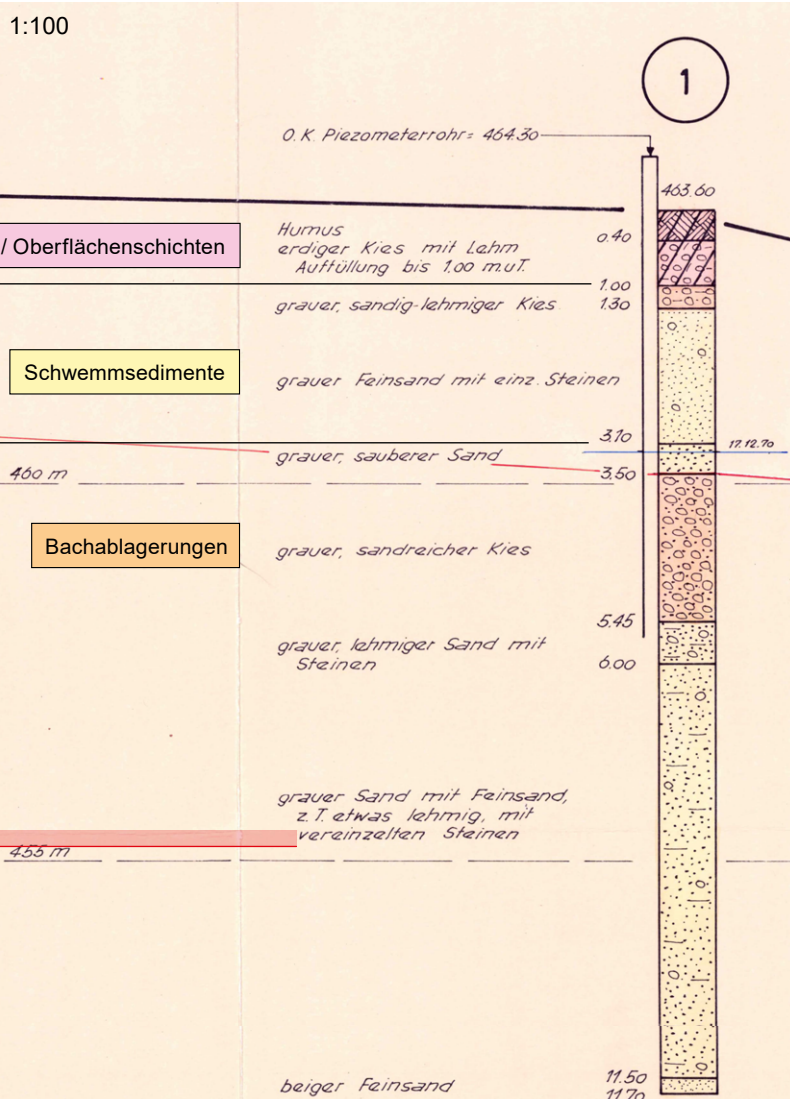 1:100
1
O.K. Piezometerrohr= 464.30
463.60
Humus
0.40
/ Oberflächenschichten
erdiger Kies mit Lehm
Auffüllung bis 1.00 m.u.T.
1.00
grauer, sandig-lehmiger Kies
1.30
Schwemmsedimente
grauer Feinsand mit einz. Steinen
3.10
17.12.70
grauer, sauberer Sand
460 m
3.50
Bachablagerungen
grauer, sandreicher Kies
5.45
grauer, lehmiger Sand mit
Steinen
6.00
grauer Sand mit Feinsand,
z.T. etwas lehmig, mit
vereinzelten Steinen
455 m
beiger Feinsand
11.50
11.70